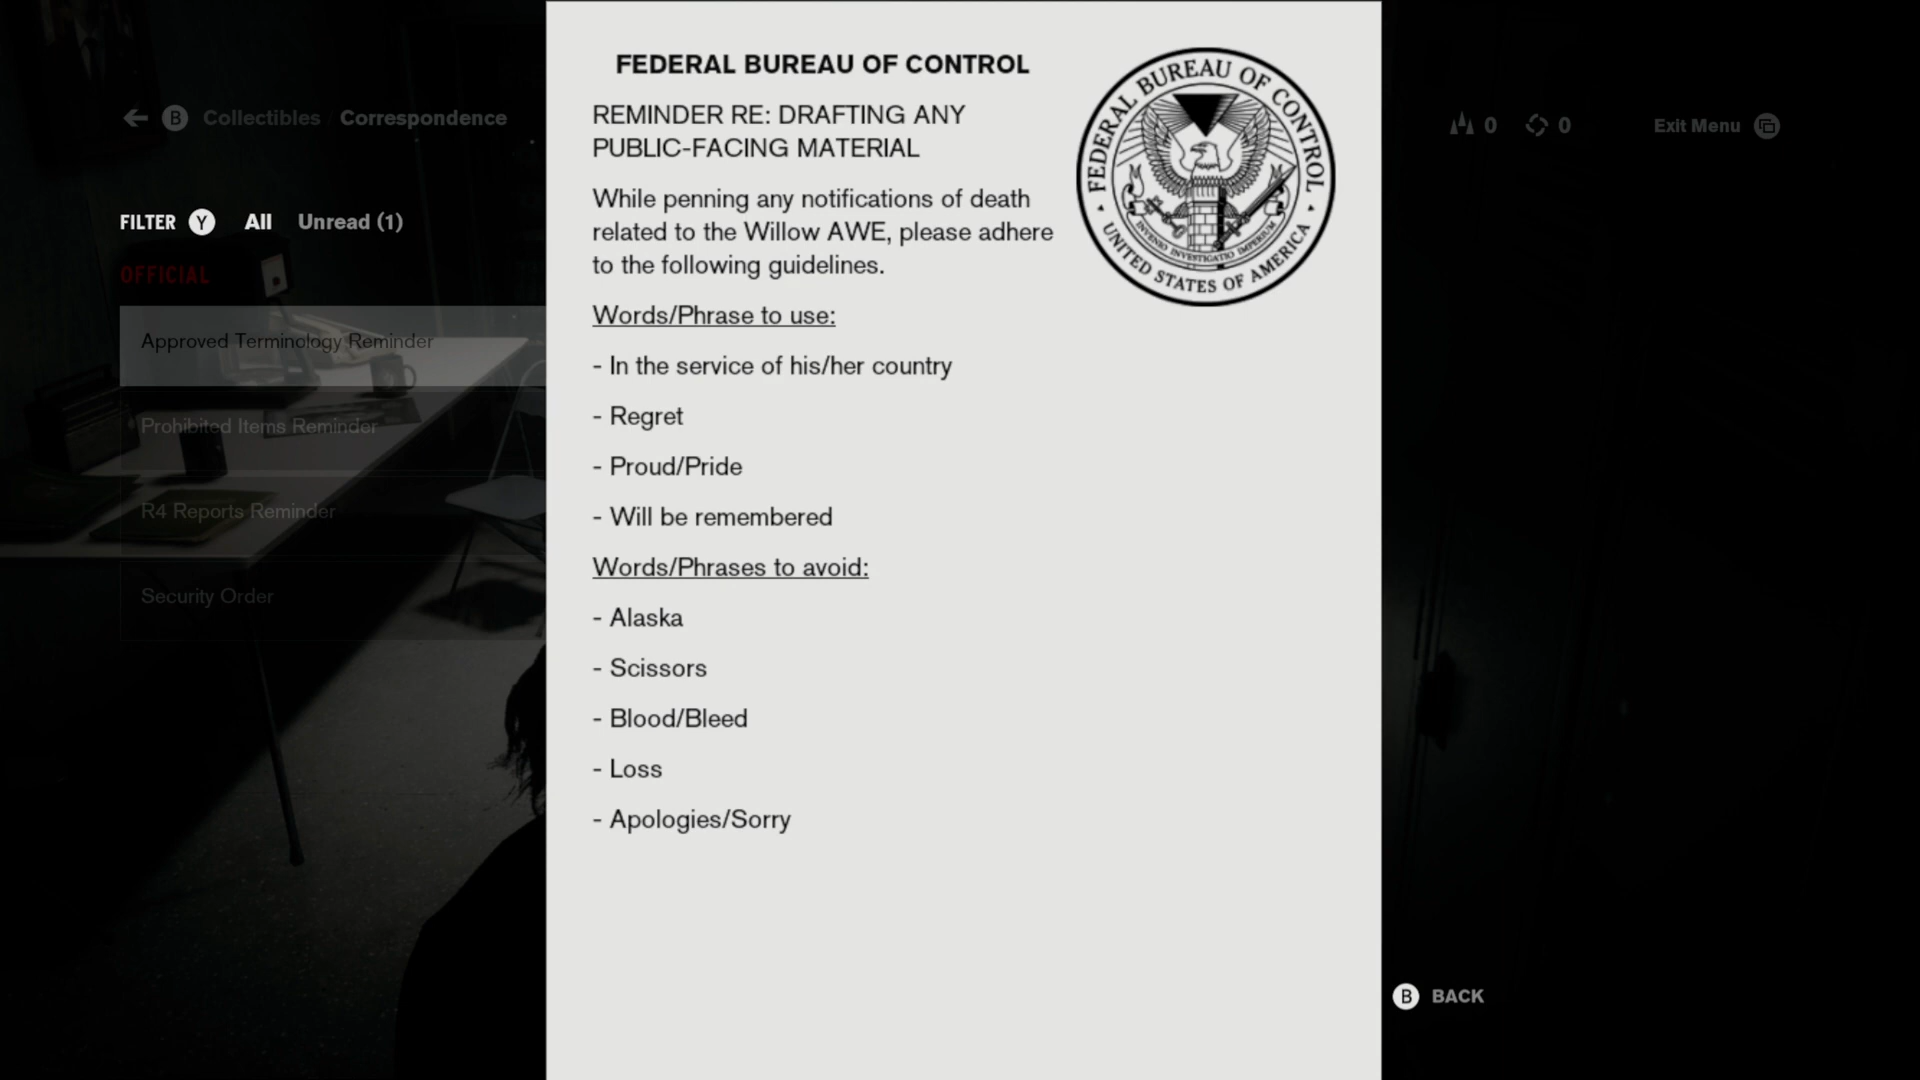 Collectibles / Correspondence
B
FILTER Y All Unread (1)
OFFICIAL
Approved Terminology Reminder
Prohibited Items Reminder
R4 Reports Reminder
Security Order
FEDERAL BUREAU OF CONTROL
REMINDER RE: DRAFTING ANY
PUBLIC-FACING MATERIAL
While penning any notifications of death
related to the Willow AWE, please adhere
to the following guidelines.
Words/Phrase to use:
- In the service of his/her country
- Regret
- Proud/Pride
- Will be remembered
Words/Phrases to avoid:
- Alaska
- Scissors
- Blood/Bleed
- Loss
- Apologies/Sorry
FEDERAL BUREAU OF CONTROL
UNITED STATES OF AMERICA
INVENIO INVESTIGATIO IMPERIUM
0 0 Exit Menu
B BACK